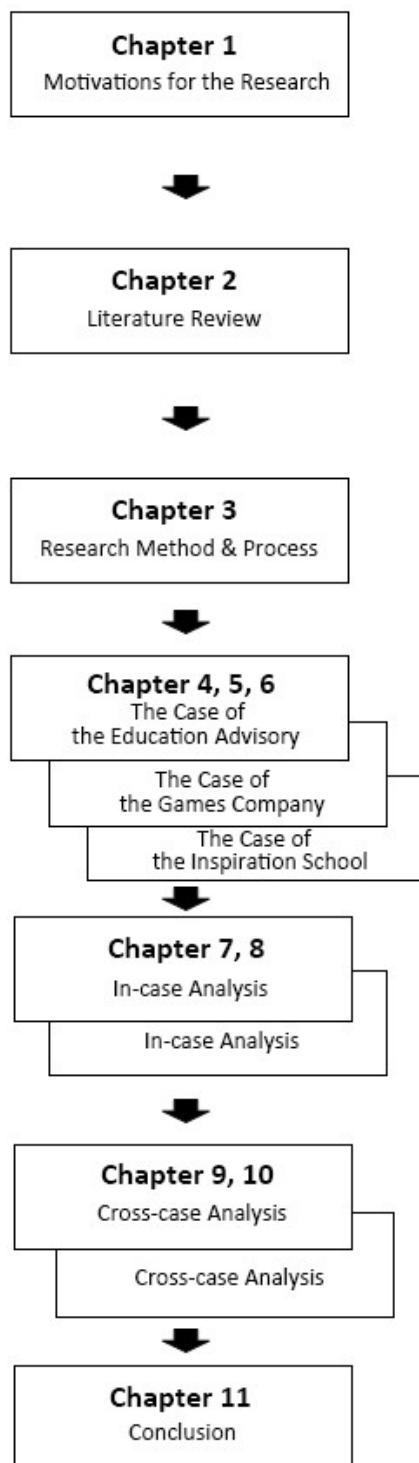 Chapter 1
Motivations for the Research
Chapter 2
Literature Review
Chapter 3
Research Method & Process
Chapter 4, 5, 6
The Case of
the Education Advisory
The Case of
the Games Company
The Case of
the Inspiration School
Chapter 7, 8
In-case Analysis
In-case Analysis
Chapter 9, 10
Cross-case Analysis
Cross-case Analysis
Chapter 11
Conclusion